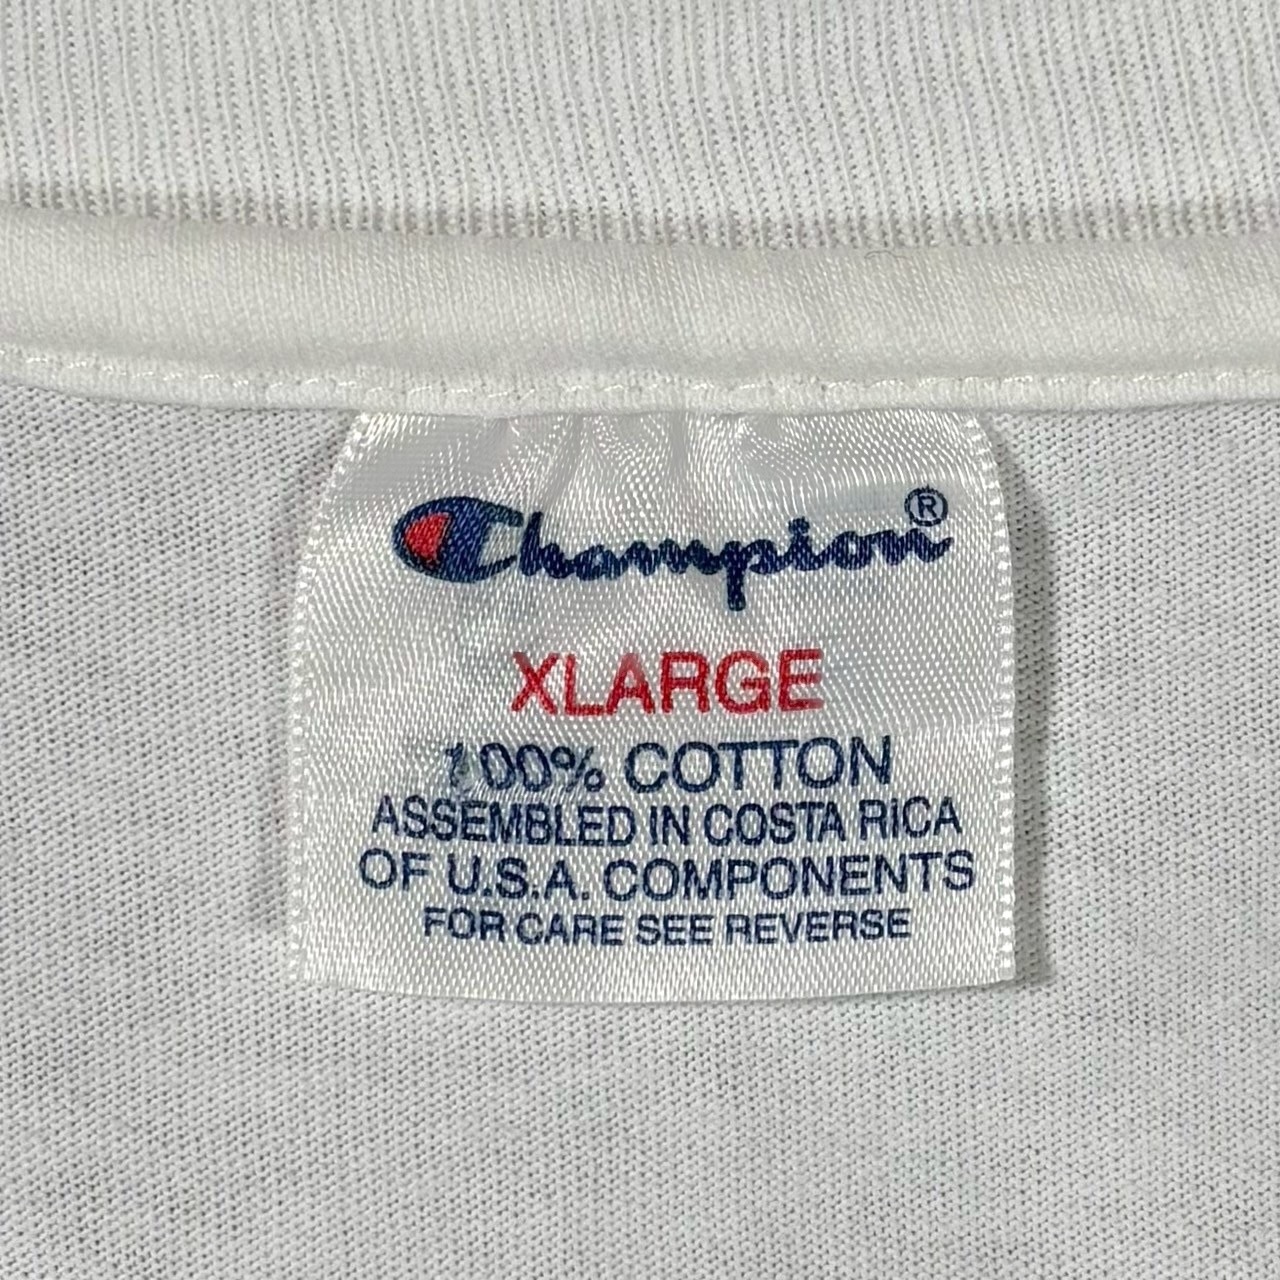 Champion®
XLARGE
100% COTTON
ASSEMBLED IN COSTA RICA
OF U.S.A. COMPONENTS
FOR CARE SEE REVERSE